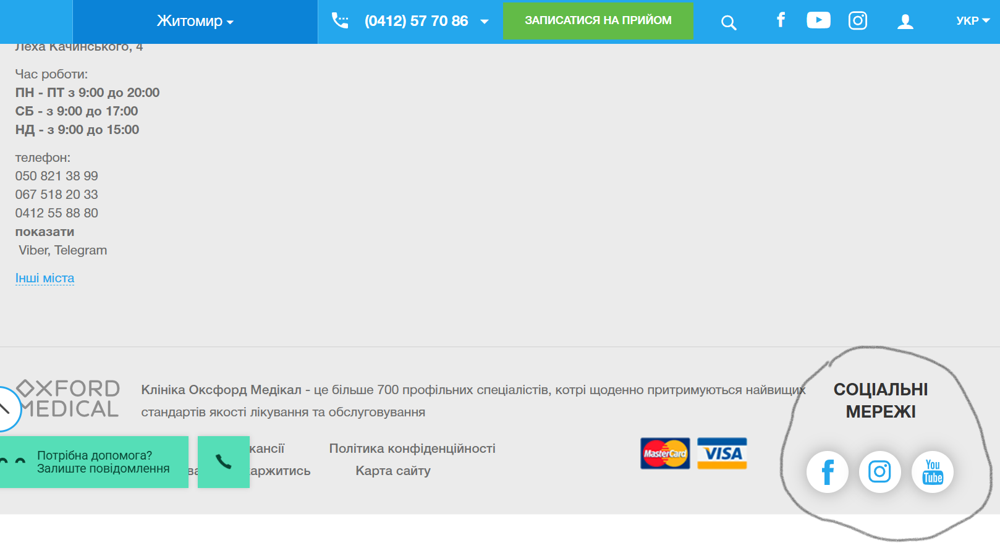 Житомир
(0412) 57 70 86
ЗАПИСАТИСЯ НА ПРИЙОМ
УКР
Леха Качинського, 4
Час роботи:
ПН - ПТ з 9:00 до 20:00
СБ - з 9:00 до 17:00
НД - з 9:00 до 15:00
телефон:
050 821 38 99
067 518 20 33
0412 55 88 80
показати
Viber, Telegram
Інші міста
OXFORD
MEDICAL
Клініка Оксфорд Медікал - це більше 700 профільних спеціалістів, котрі щоденно притримуються найвищих
стандартів якості лікування та обслуговування
СОЦІАЛЬНІ
МЕРЕЖІ
Потрібна допомога?
Залиште повідомлення
кансії
Політика конфіденційності
каржитись
Карта сайту
MasterCard
VISA
You
Tube